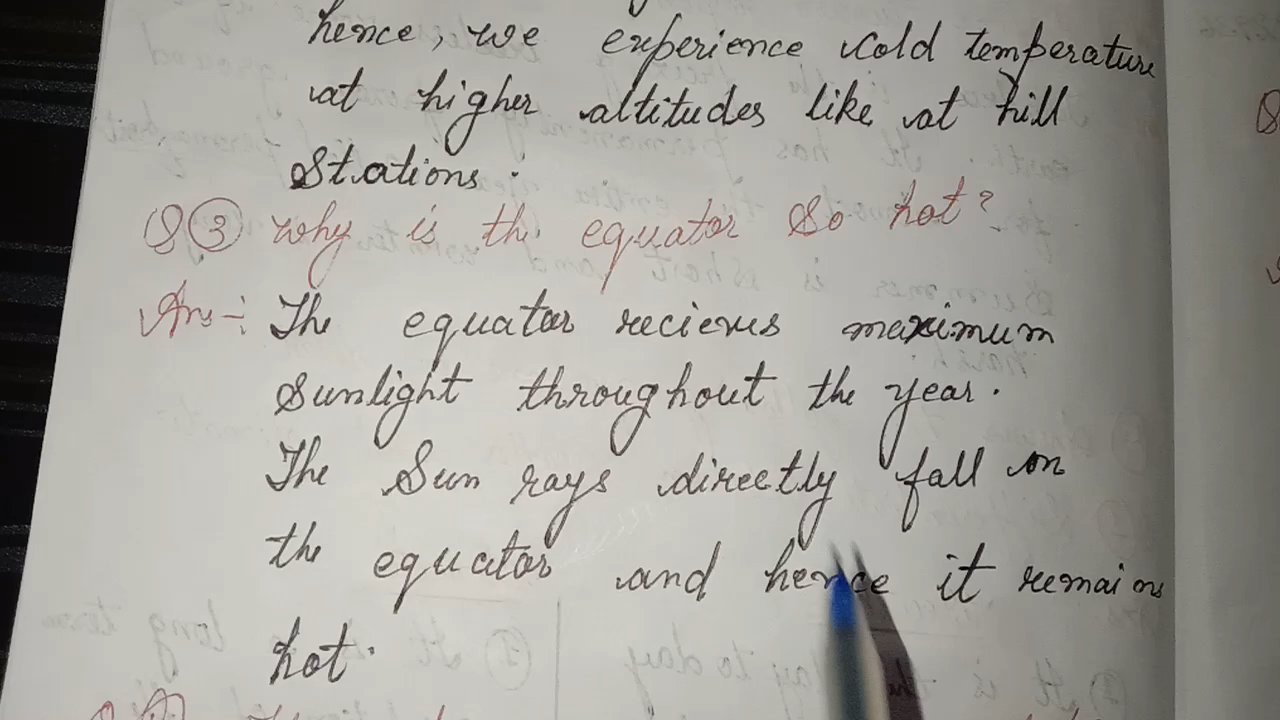 hence, we experience cold temperature
at higher altitudes like at hill
stations.
Q③ Why is the equator so hot?
Ans:- The equator recieves maximum
sunlight throughout the year.
The Sun rays directly fall on
the equator and hence it remains
hot.